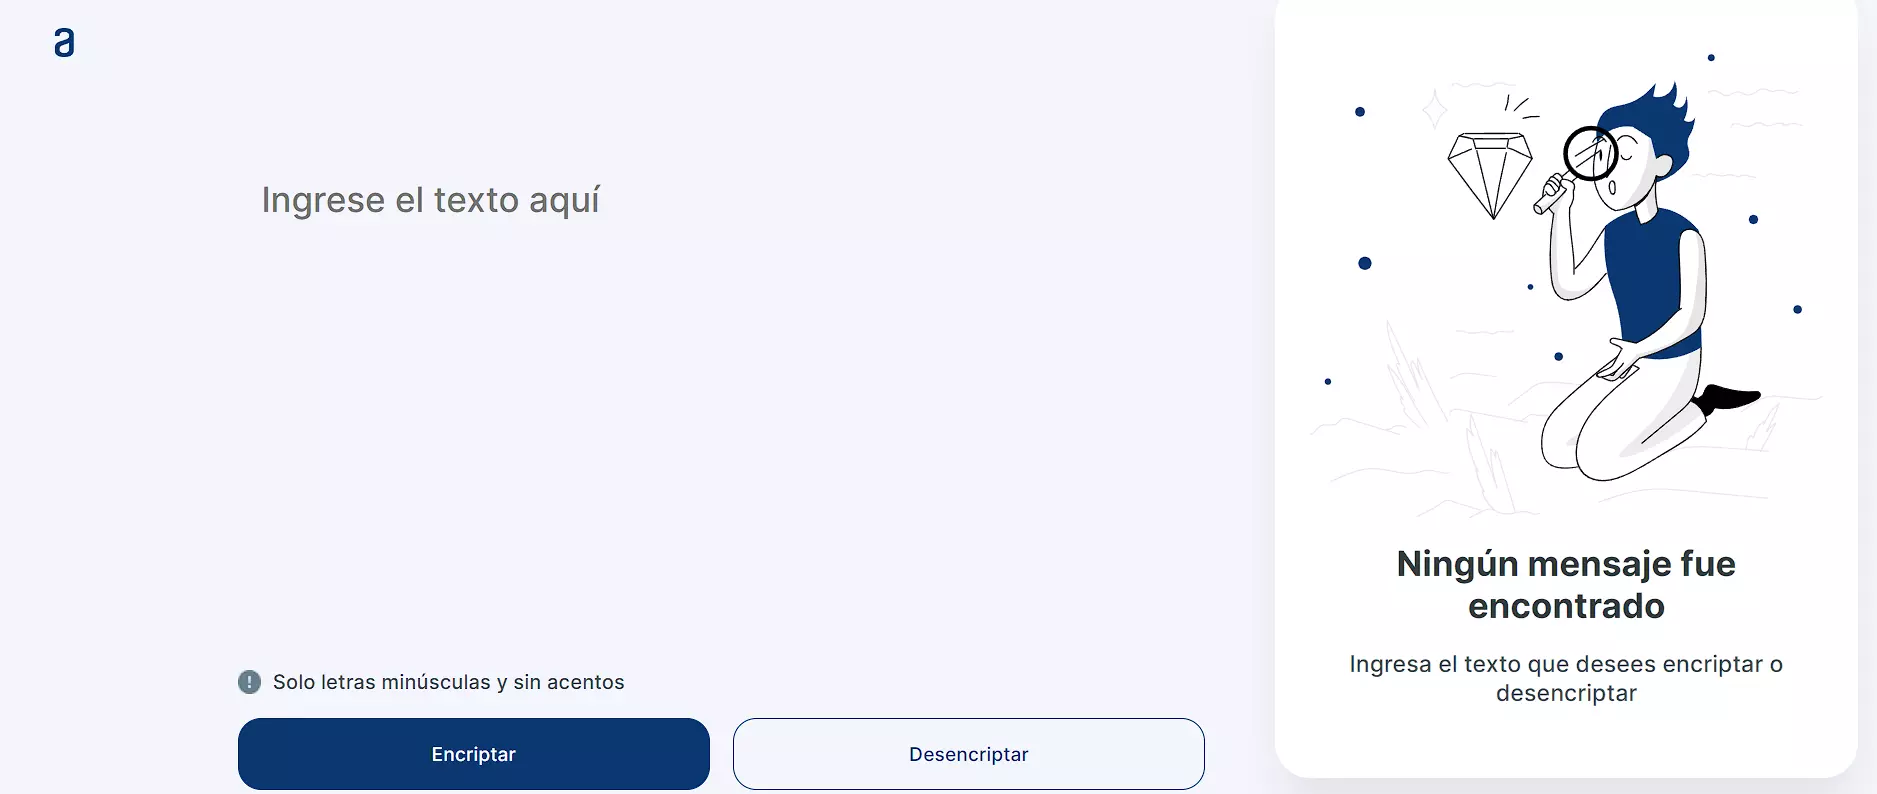 a
Ingrese el texto aquí
Solo letras minúsculas y sin acentos
Encriptar
Desencriptar
Ningún mensaje fue
encontrado
Ingresa el texto que desees encriptar o
desencriptar